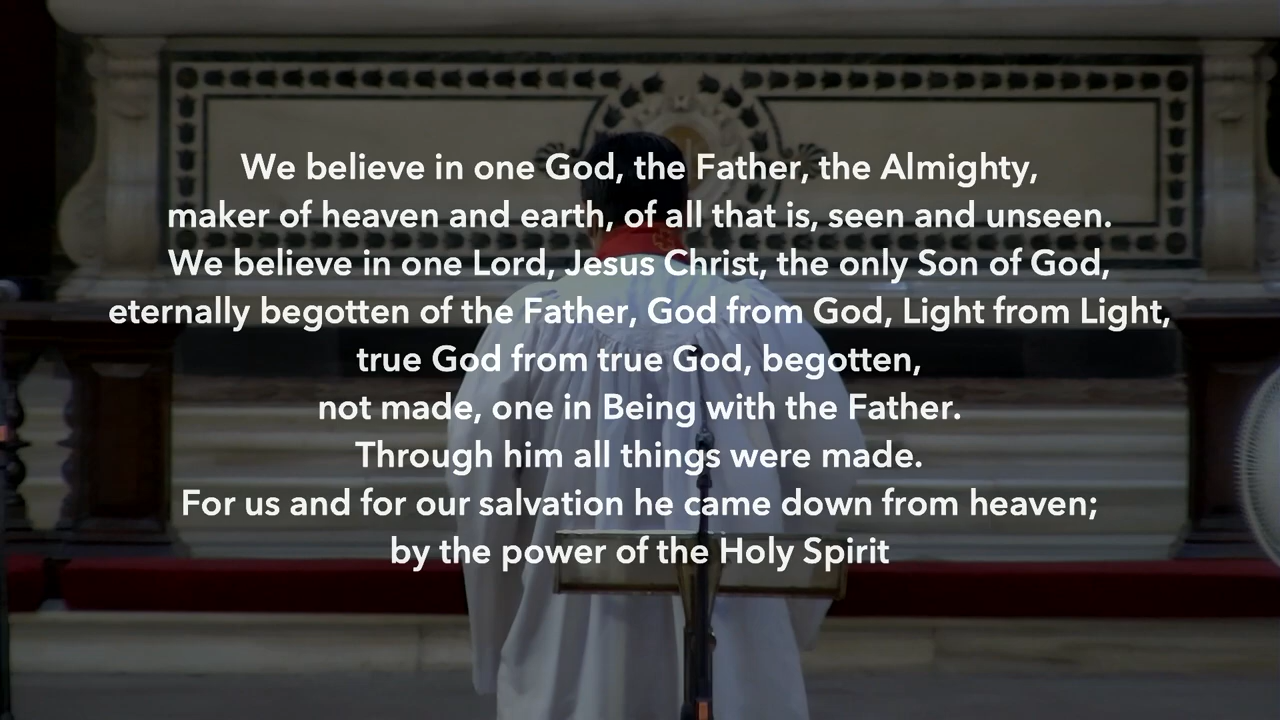 We believe in one God, the Father, the Almighty,
maker of heaven and earth, of all that is, seen and unseen.
We believe in one Lord, Jesus Christ, the only Son of God,
eternally begotten of the Father, God from God, Light from Light,
true God from true God, begotten,
not made, one in Being with the Father.
Through him all things were made.
For us and for our salvation he came down from heaven;
by the power of the Holy Spirit